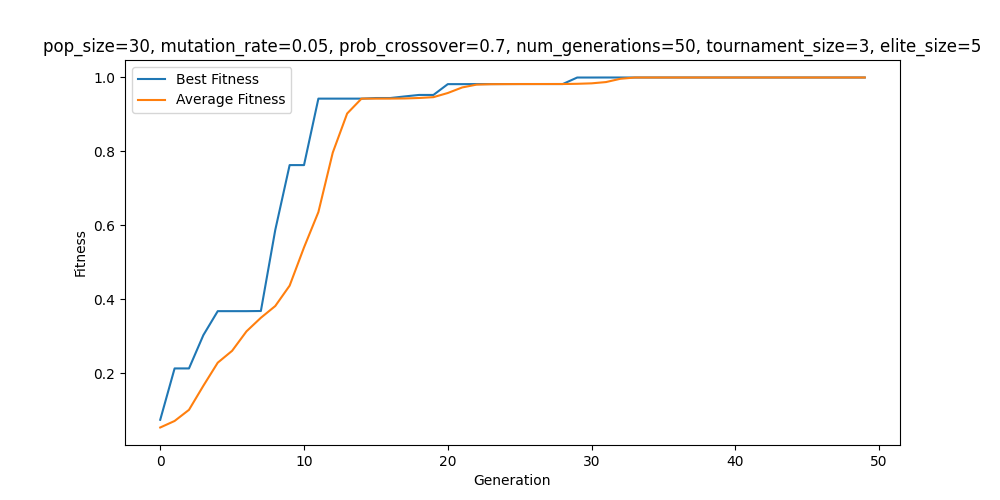 pop_size=30, mutation_rate=0.05, prob_crossover=0.7, num_generations=50, tournament_size=3, elite_size=5
Best Fitness
Average Fitness
1.0
0.8
0.6
0.4
0.2
Fitness
0 10 20 30 40 50
Generation